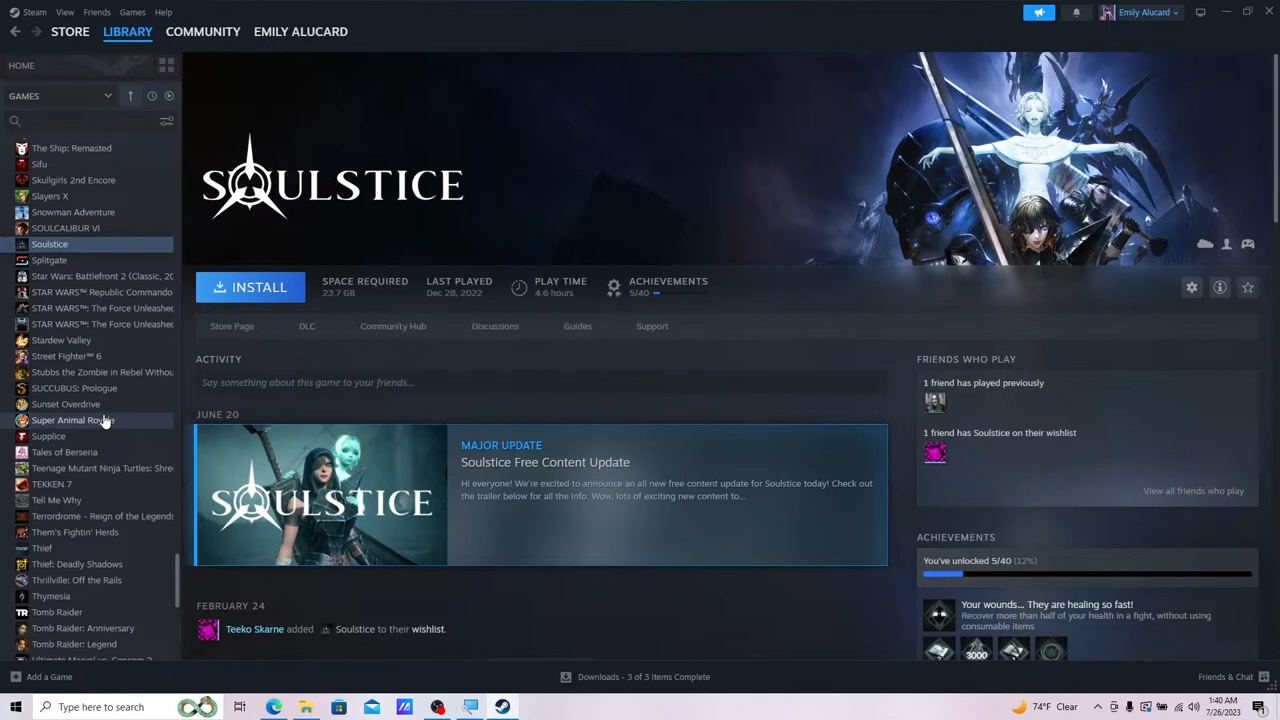 Steam View Friends Games Help
Emily Alucard
STORE LIBRARY COMMUNITY EMILY ALUCARD
HOME
GAMES
The Ship: Remasted
Sifu
Skullgirls 2nd Encore
Slayers X
Snowman Adventure
SOULCALIBUR VI
Soulstice
Splitgate
Star Wars: Battlefront 2 (Classic, 20
STAR WARS™ Republic Commando
STAR WARS™: The Force Unleashed
STAR WARS™: The Force Unleashed
Stardew Valley
Street Fighter™ 6
Stubbs the Zombie in Rebel Withou
SUCCUBUS: Prologue
Sunset Overdrive
Super Animal Royale
Supplice
Tales of Berseria
Teenage Mutant Ninja Turtles: Shre
TEKKEN 7
Tell Me Why
Terrordrome - Reign of the Legends
Them's Fightin' Herds
Thief
Thief: Deadly Shadows
Thrillville: Off the Rails
Thymesia
Tomb Raider
Tomb Raider: Anniversary
Tomb Raider: Legend
SOULSTICE
INSTALL
SPACE REQUIRED
23.7 GB
LAST PLAYED
Dec 28, 2022
PLAY TIME
4.6 hours
ACHIEVEMENTS
5/40
Store Page DLC Community Hub Discussions Guides Support
ACTIVITY
Say something about this game to your friends...
JUNE 20
SOULSTICE
MAJOR UPDATE
Soulstice Free Content Update
Hi everyone! We're excited to announce an all new free content update for Soulstice today! Check out
the trailer below for all the info. Wow, lots of exciting new content to...
FEBRUARY 24
Teeko Skarne added Soulstice to their wishlist.
FRIENDS WHO PLAY
1 friend has played previously
1 friend has Soulstice on their wishlist
View all friends who play
ACHIEVEMENTS
You've unlocked 5/40 (12%)
Your wounds... They are healing so fast!
Recover more than half of your health in a fight, without using
consumable items
3000
Add a Game
Downloads - 3 of 3 Items Complete
Friends & Chat
Type here to search
74°F Clear
1:40 AM
7/26/2023